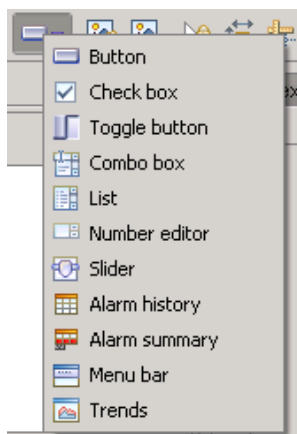 Button
Check box
Toggle button
Combo box
List
Number editor
Slider
Alarm history
Alarm summary
Menu bar
Trends